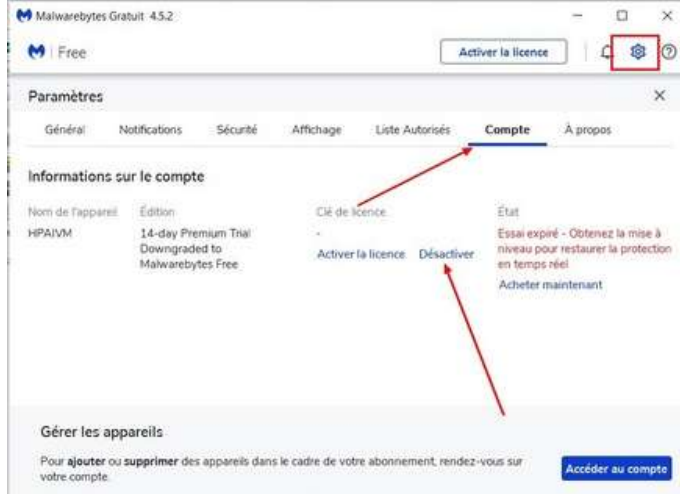 Malwarebytes Gratuit 4.5.2
Free
Activer la licence
Paramètres
Général Notifications Sécurité Affichage Liste Autorisés Compte À propos
Informations sur le compte
Nom de l'appareil Édition Clé de licence État
HPAIVM 14-day Premium Trial - Essai expiré - Obtenez la mise à
Downgraded to Activer la licence Désactiver niveau pour restaurer la protection
Malwarebytes Free en temps réel
Acheter maintenant
Gérer les appareils
Pour ajouter ou supprimer des appareils dans le cadre de votre abonnement, rendez-vous sur
votre compte.
Accéder au compte